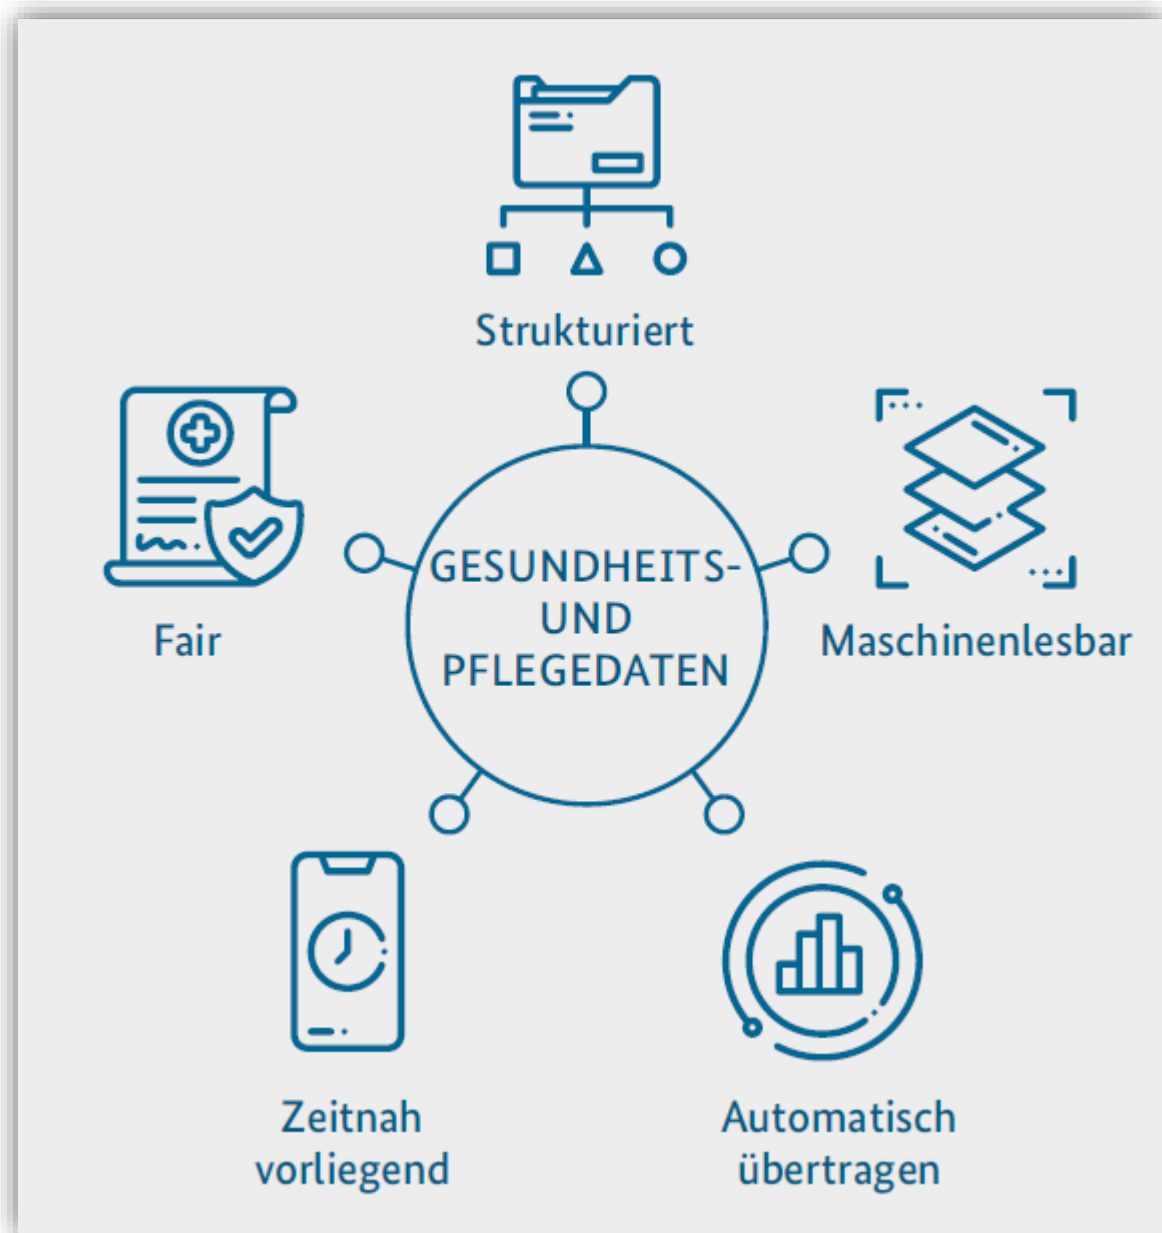 Strukturiert
Fair
GESUNDHEITS-
UND
PFLEGEDATEN
Maschinenlesbar
Zeitnah
vorliegend
Automatisch
übertragen